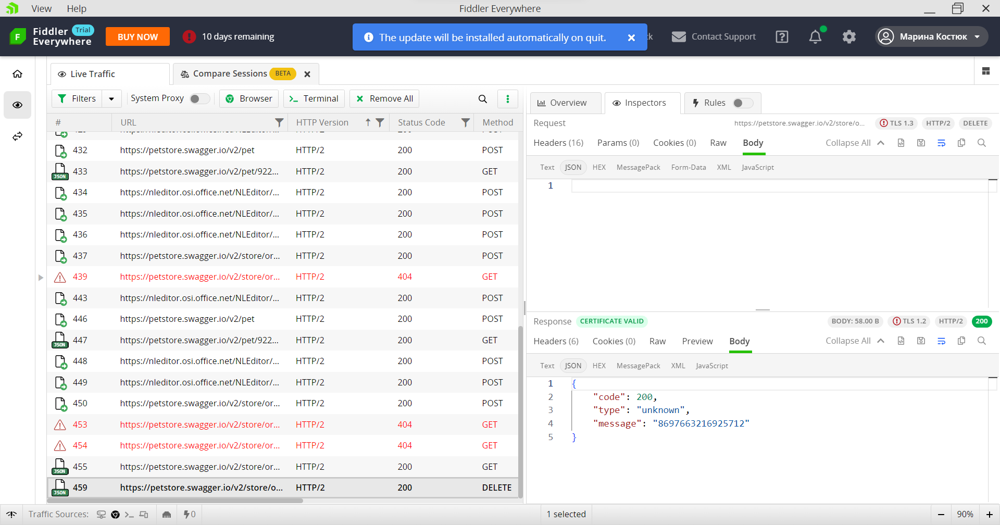 View Help Fiddler Everywhere
Fiddler Everywhere Trial BUY NOW 10 days remaining The update will be installed automatically on quit. Contact Support Марина Костюк
Live Traffic Compare Sessions BETA
Filters System Proxy Browser Terminal Remove All
# URL HTTP Version Status Code Method
432 https://petstore.swagger.io/v2/pet HTTP/2 200 POST
433 https://petstore.swagger.io/v2/pet/922... HTTP/2 200 GET
434 https://nleditor.osi.office.net/NLEditor/... HTTP/2 200 POST
435 https://nleditor.osi.office.net/NLEditor/... HTTP/2 200 POST
436 https://nleditor.osi.office.net/NLEditor/... HTTP/2 200 POST
437 https://petstore.swagger.io/v2/store/or... HTTP/2 200 POST
439 https://petstore.swagger.io/v2/store/or... HTTP/2 404 GET
443 https://nleditor.osi.office.net/NLEditor/... HTTP/2 200 POST
446 https://petstore.swagger.io/v2/pet HTTP/2 200 POST
447 https://petstore.swagger.io/v2/pet/922... HTTP/2 200 GET
448 https://nleditor.osi.office.net/NLEditor/... HTTP/2 200 POST
449 https://nleditor.osi.office.net/NLEditor/... HTTP/2 200 POST
450 https://petstore.swagger.io/v2/store/or... HTTP/2 200 POST
453 https://petstore.swagger.io/v2/store/or... HTTP/2 404 GET
454 https://petstore.swagger.io/v2/store/or... HTTP/2 404 GET
JSON 455 https://petstore.swagger.io/v2/store/or... HTTP/2 200 GET
JSON 459 https://petstore.swagger.io/v2/store/o... HTTP/2 200 DELETE
Overview Inspectors Rules
Request https://petstore.swagger.io/v2/store/o... TLS 1.3 HTTP/2 DELETE
Headers (16) Params (0) Cookies (0) Raw Body Collapse All
Text JSON HEX MessagePack Form-Data XML JavaScript
1
Response CERTIFICATE VALID BODY: 58.00 B TLS 1.2 HTTP/2 200
Headers (6) Cookies (0) Raw Preview Body Collapse All
Text JSON HEX MessagePack XML JavaScript
1 {
2 "code": 200,
3 "type": "unknown",
4 "message": "8697663216925712"
5 }
Traffic Sources: 0 1 selected 90%